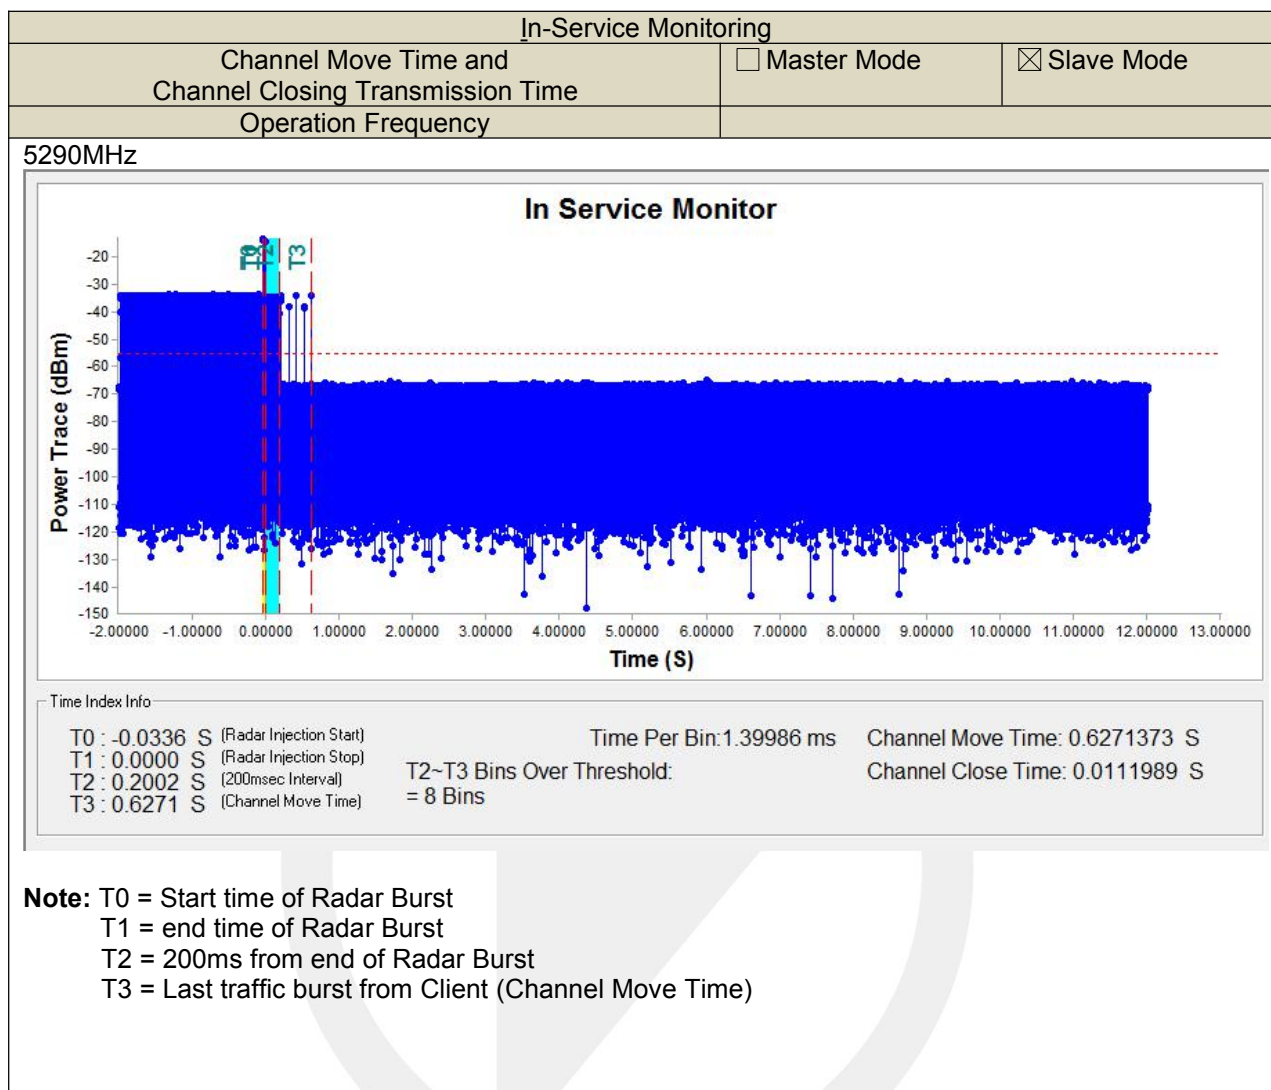 In-Service Monitoring
Channel Move Time and
Channel Closing Transmission Time
Master Mode
Slave Mode
Operation Frequency
5290MHz
In Service Monitor
T0
T1
T2
T3
Power Trace (dBm)
-20
-30
-40
-50
-60
-70
-80
-90
-100
-110
-120
-130
-140
-150
-2.00000 -1.00000 0.00000 1.00000 2.00000 3.00000 4.00000 5.00000 6.00000 7.00000 8.00000 9.00000 10.00000 11.00000 12.00000 13.00000
Time (S)
Time Index Info
T0 : -0.0336 S (Radar Injection Start)
T1 : 0.0000 S (Radar Injection Stop)
T2 : 0.2002 S (200msec Interval)
T3 : 0.6271 S (Channel Move Time)
T2~T3 Bins Over Threshold:
= 8 Bins
Time Per Bin:1.39986 ms
Channel Move Time: 0.6271373 S
Channel Close Time: 0.0111989 S
Note: T0 = Start time of Radar Burst
T1 = end time of Radar Burst
T2 = 200ms from end of Radar Burst
T3 = Last traffic burst from Client (Channel Move Time)